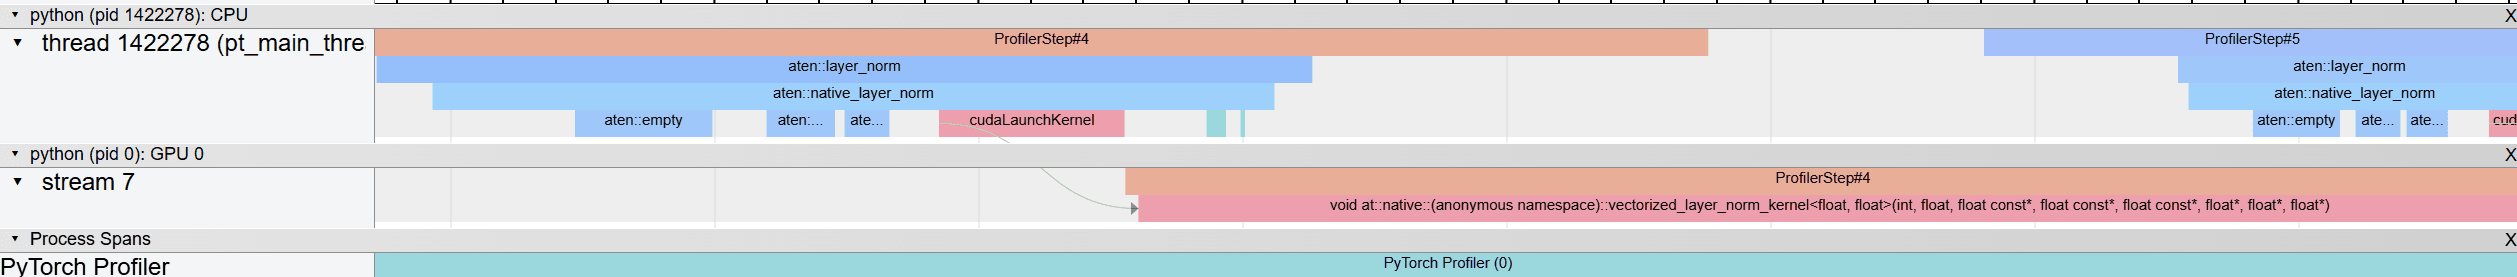 python (pid 1422278): CPU
X
thread 1422278 (pt_main_thre
ProfilerStep#4
ProfilerStep#5
aten::layer_norm
aten::layer_norm
aten::native_layer_norm
aten::native_layer_norm
aten::empty
aten:...
ate...
cudaLaunchKernel
aten::empty
ate...
ate...
cud
python (pid 0): GPU 0
X
stream 7
ProfilerStep#4
void at::native::(anonymous namespace)::vectorized_layer_norm_kernel<float, float>(int, float, float const*, float const*, float const*, float*, float*, float*)
Process Spans
X
PyTorch Profiler
PyTorch Profiler (0)